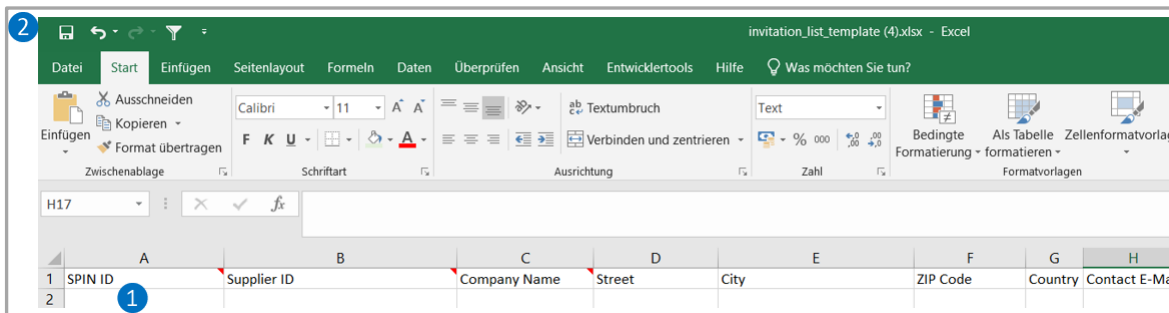 2
invitation_list_template (4).xlsx - Excel
Datei Start Einfügen Seitenlayout Formeln Daten Überprüfen Ansicht Entwicklertools Hilfe Was möchten Sie tun?
Einfügen
Ausschneiden
Kopieren
Format übertragen
Zwischenablage
Calibri 11 A A
F K U A
Schriftart
ab Textumbruch
Verbinden und zentrieren
Ausrichtung
Text
% 000 ,00
Zahl
Bedingte Formatierung
Als Tabelle formatieren
Zellenformatvorla
Formatvorlagen
H17 fx
A B C D E F G H
1 SPIN ID Supplier ID Company Name Street City ZIP Code Country Contact E-Ma
2
1